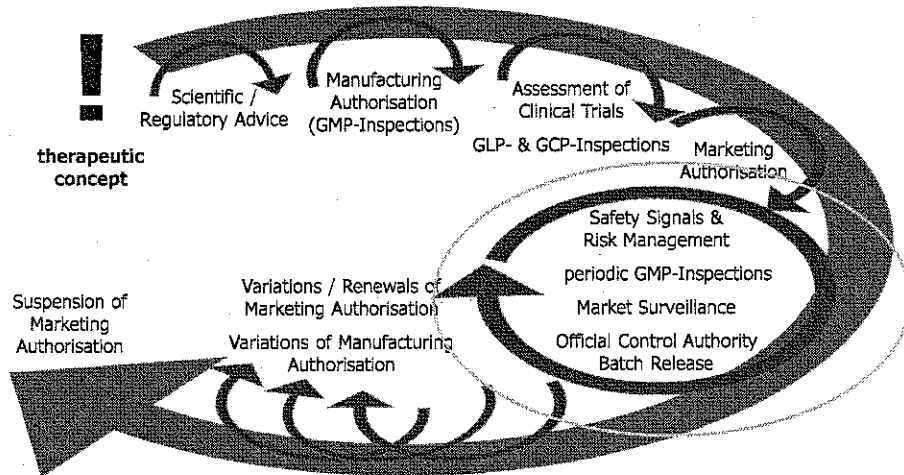 !
therapeutic
concept
Scientific /
Regulatory Advice
Manufacturing
Authorisation
(GMP-Inspections)
Assessment of
Clinical Trials
GLP- & GCP-Inspections
Marketing
Authorisation
Safety Signals &
Risk Management
periodic GMP-Inspections
Market Surveillance
Official Control Authority
Batch Release
Variations / Renewals of
Marketing Authorisation
Variations of Manufacturing
Authorisation
Suspension of
Marketing
Authorisation